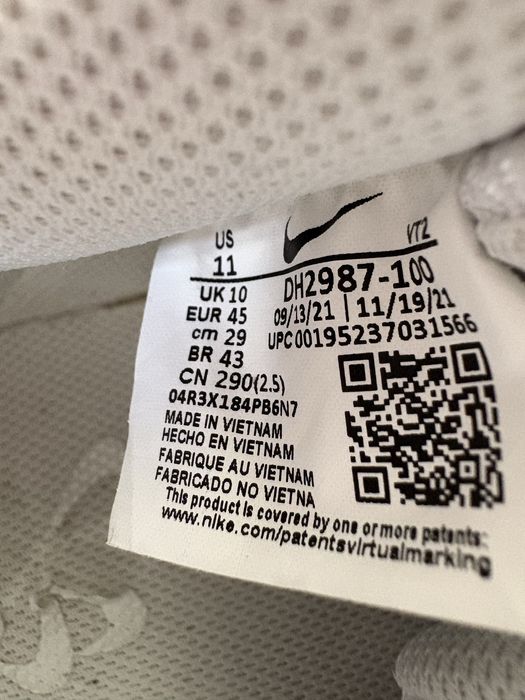 US
11
VT2
UK 10
EUR 45
cm 29
BR 43
CN 290(2.5)
DH2987-100
09/13/21 | 11/19/21
UPC 00195237031566
04R3X184PB6N7
MADE IN VIETNAM
HECHO EN VIETNAM
FABRIQUE AU VIETNAM
FABRICADO NO VIETNA
This product is covered by one or more patents:
www.nike.com/patentsvirtualmarking